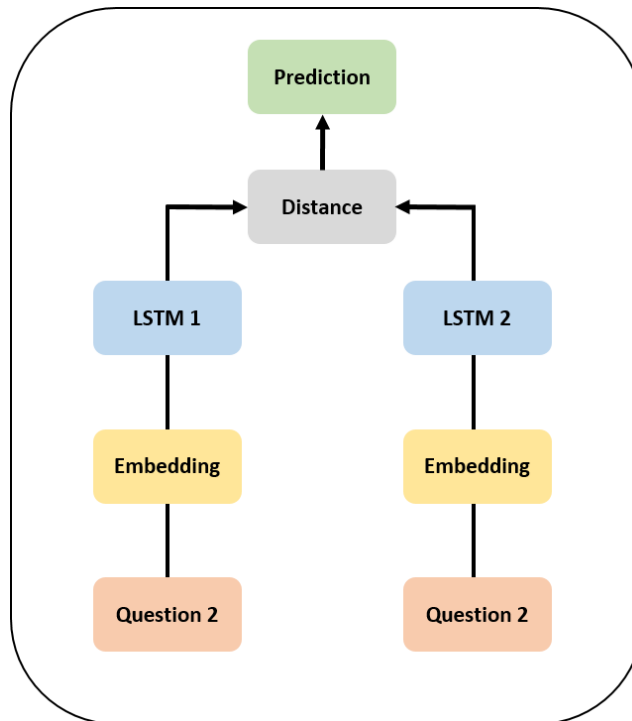 Prediction
Distance
LSTM 1
LSTM 2
Embedding
Embedding
Question 2
Question 2